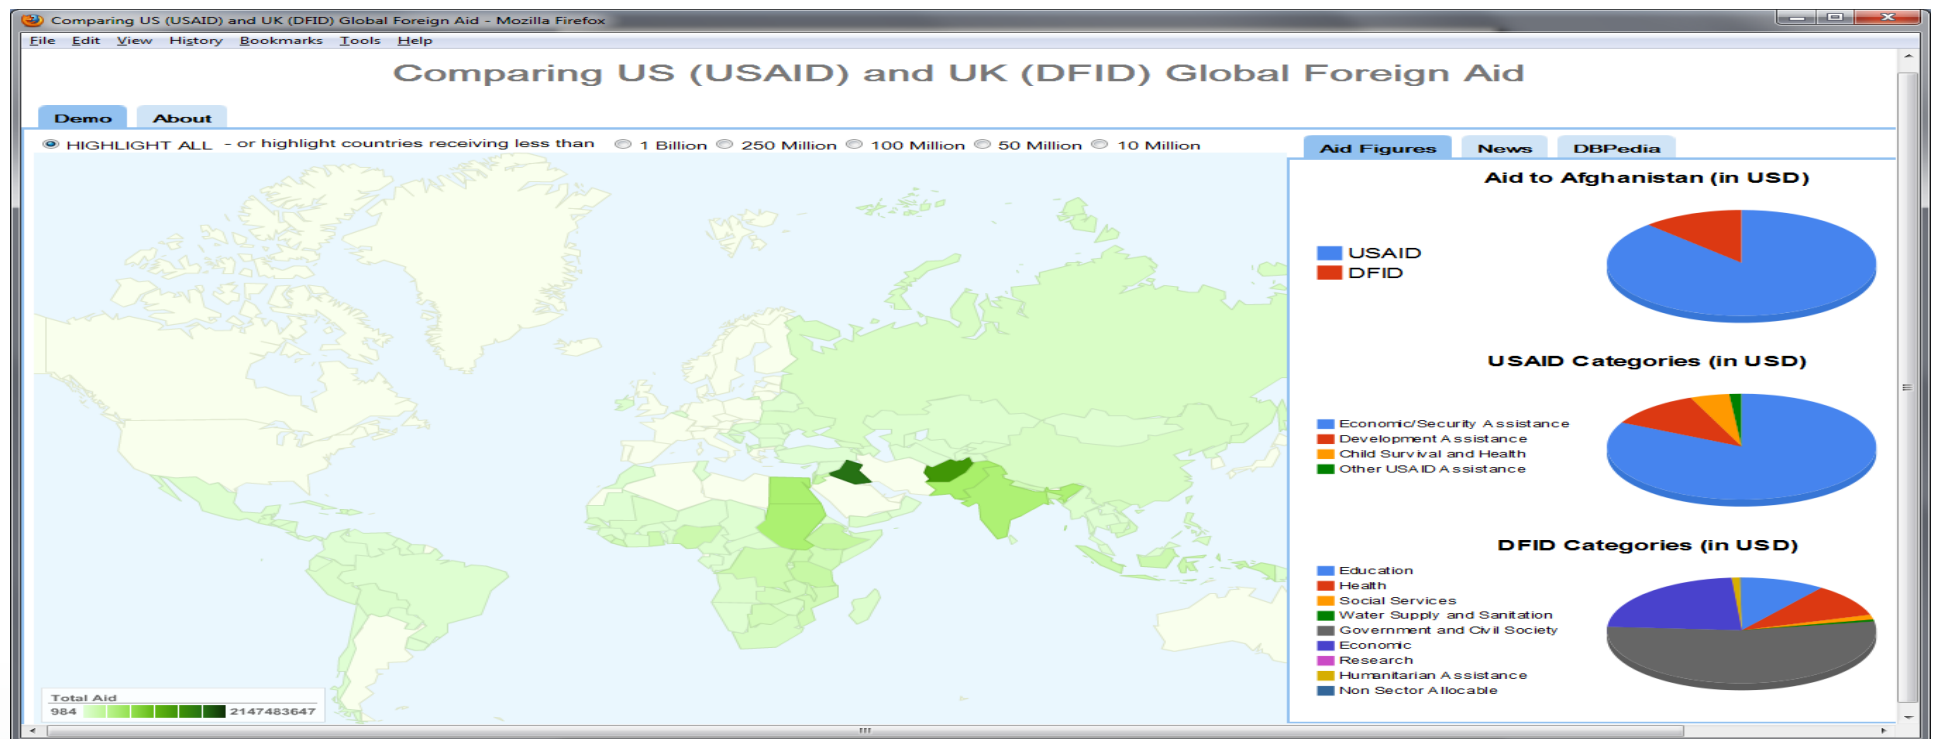 Comparing US (USAID) and UK (DFID) Global Foreign Aid - Mozilla Firefox
File Edit View History Bookmarks Tools Help
Comparing US (USAID) and UK (DFID) Global Foreign Aid
Demo About
HIGHLIGHT ALL - or highlight countries receiving less than 1 Billion 250 Million 100 Million 50 Million 10 Million
Aid Figures News DBPedia
Aid to Afghanistan (in USD)
USAID
DFID
USAID Categories (in USD)
Economic/Security Assistance
Development Assistance
Child Survival and Health
Other USAID Assistance
DFID Categories (in USD)
Education
Health
Social Services
Water Supply and Sanitation
Government and Civil Society
Economic
Research
Humanitarian Assistance
Non Sector Allocable
Total Aid
984 2147483647